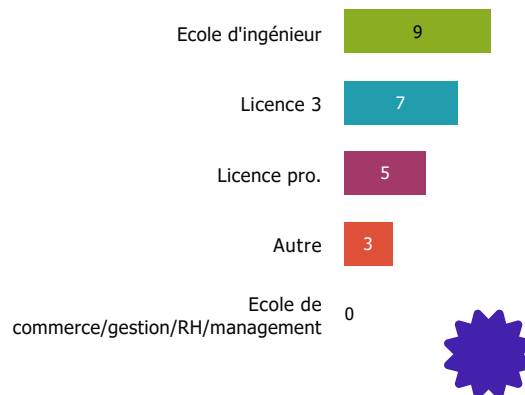 Ecole d'ingénieur 9
Licence 3 7
Licence pro. 5
Autre 3
Ecole de
commerce/gestion/RH/management 0